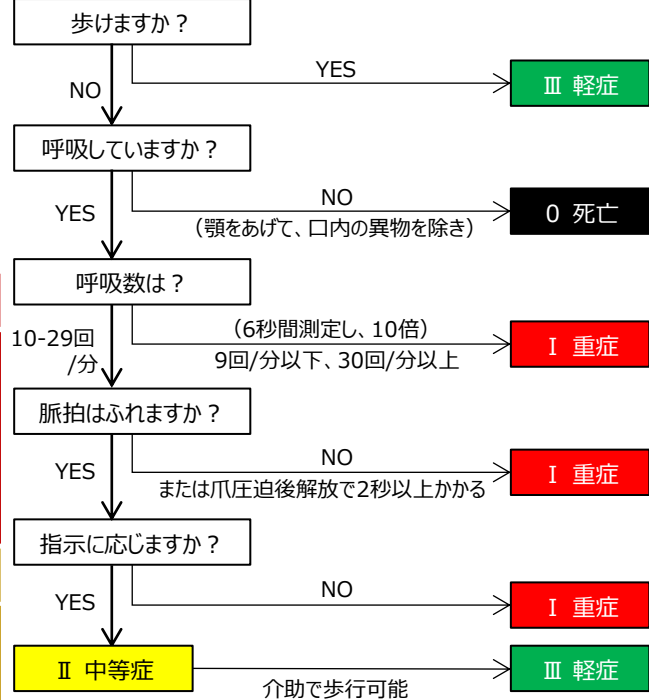 歩けますか？
YES
Ⅲ 軽症
NO
呼吸していますか？
NO
0 死亡
YES
（顎をあげて、口内の異物を除き）
呼吸数は？
10-29回
/分
（6秒間測定し、10倍）
9回/分以下、30回/分以上
Ⅰ 重症
脈拍はふれますか？
YES
NO
または爪圧迫後解放で2秒以上かかる
Ⅰ 重症
指示に応じますか？
YES
NO
Ⅰ 重症
Ⅱ 中等症
介助で歩行可能
Ⅲ 軽症